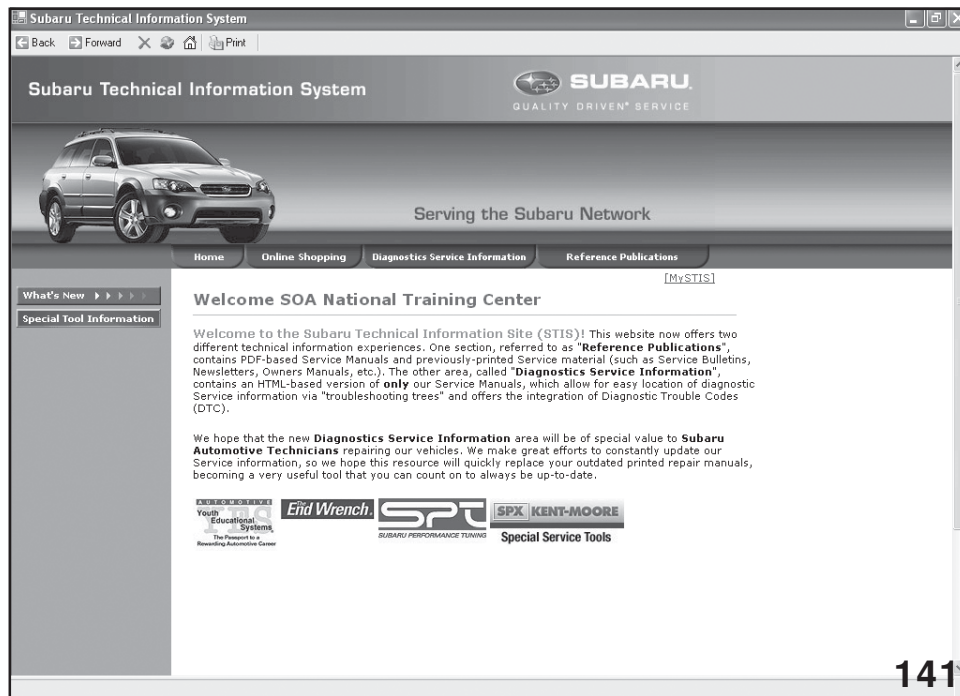 Subaru Technical Information System
Back Forward Print
Subaru Technical Information System
SUBARU.
QUALITY DRIVEN® SERVICE
Serving the Subaru Network
Home Online Shopping Diagnostics Service Information Reference Publications
[MySTIS]
What's New
Special Tool Information
Welcome SOA National Training Center
Welcome to the Subaru Technical Information Site (STIS)! This website now offers two
different technical information experiences. One section, referred to as "Reference Publications",
contains PDF-based Service Manuals and previously-printed Service material (such as Service Bulletins,
Newsletters, Owners Manuals, etc.). The other area, called "Diagnostics Service Information",
contains an HTML-based version of only our Service Manuals, which allow for easy location of diagnostic
Service information via "troubleshooting trees" and offers the integration of Diagnostic Trouble Codes
(DTC).
We hope that the new Diagnostics Service Information area will be of special value to Subaru
Automotive Technicians repairing our vehicles. We make great efforts to constantly update our
Service information, so we hope this resource will quickly replace your outdated printed repair manuals,
becoming a very useful tool that you can count on to always be up-to-date.
AUTOMOTIVE
YES
Youth
Educational
Systems
The Passport to a
Rewarding Automotive Career
The End Wrench.
SPT
SUBARU PERFORMANCE TUNING
SPX KENT-MOORE
Special Service Tools
141